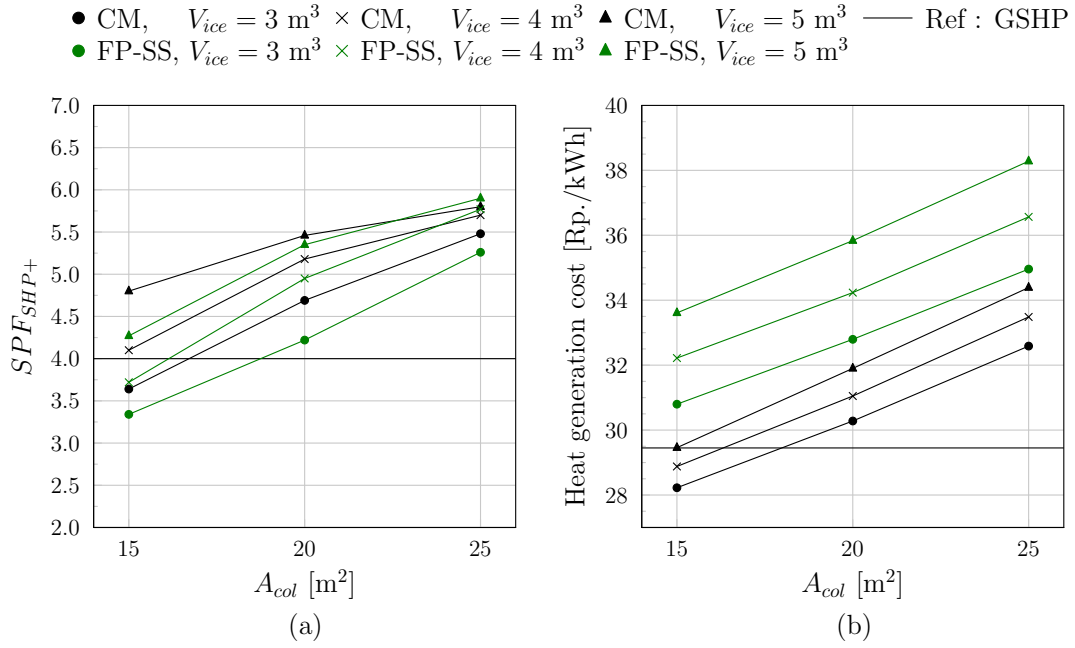 CM, V_ice = 3 m³ CM, V_ice = 4 m³ CM, V_ice = 5 m³ Ref : GSHP
FP-SS, V_ice = 3 m³ FP-SS, V_ice = 4 m³ FP-SS, V_ice = 5 m³
SPF_SHP+
7.0
6.5
6.0
5.5
5.0
4.5
4.0
3.5
3.0
2.5
2.0
15 20 25
A_col [m²]
(a)
Heat generation cost [Rp./kWh]
40
38
36
34
32
30
28
15 20 25
A_col [m²]
(b)